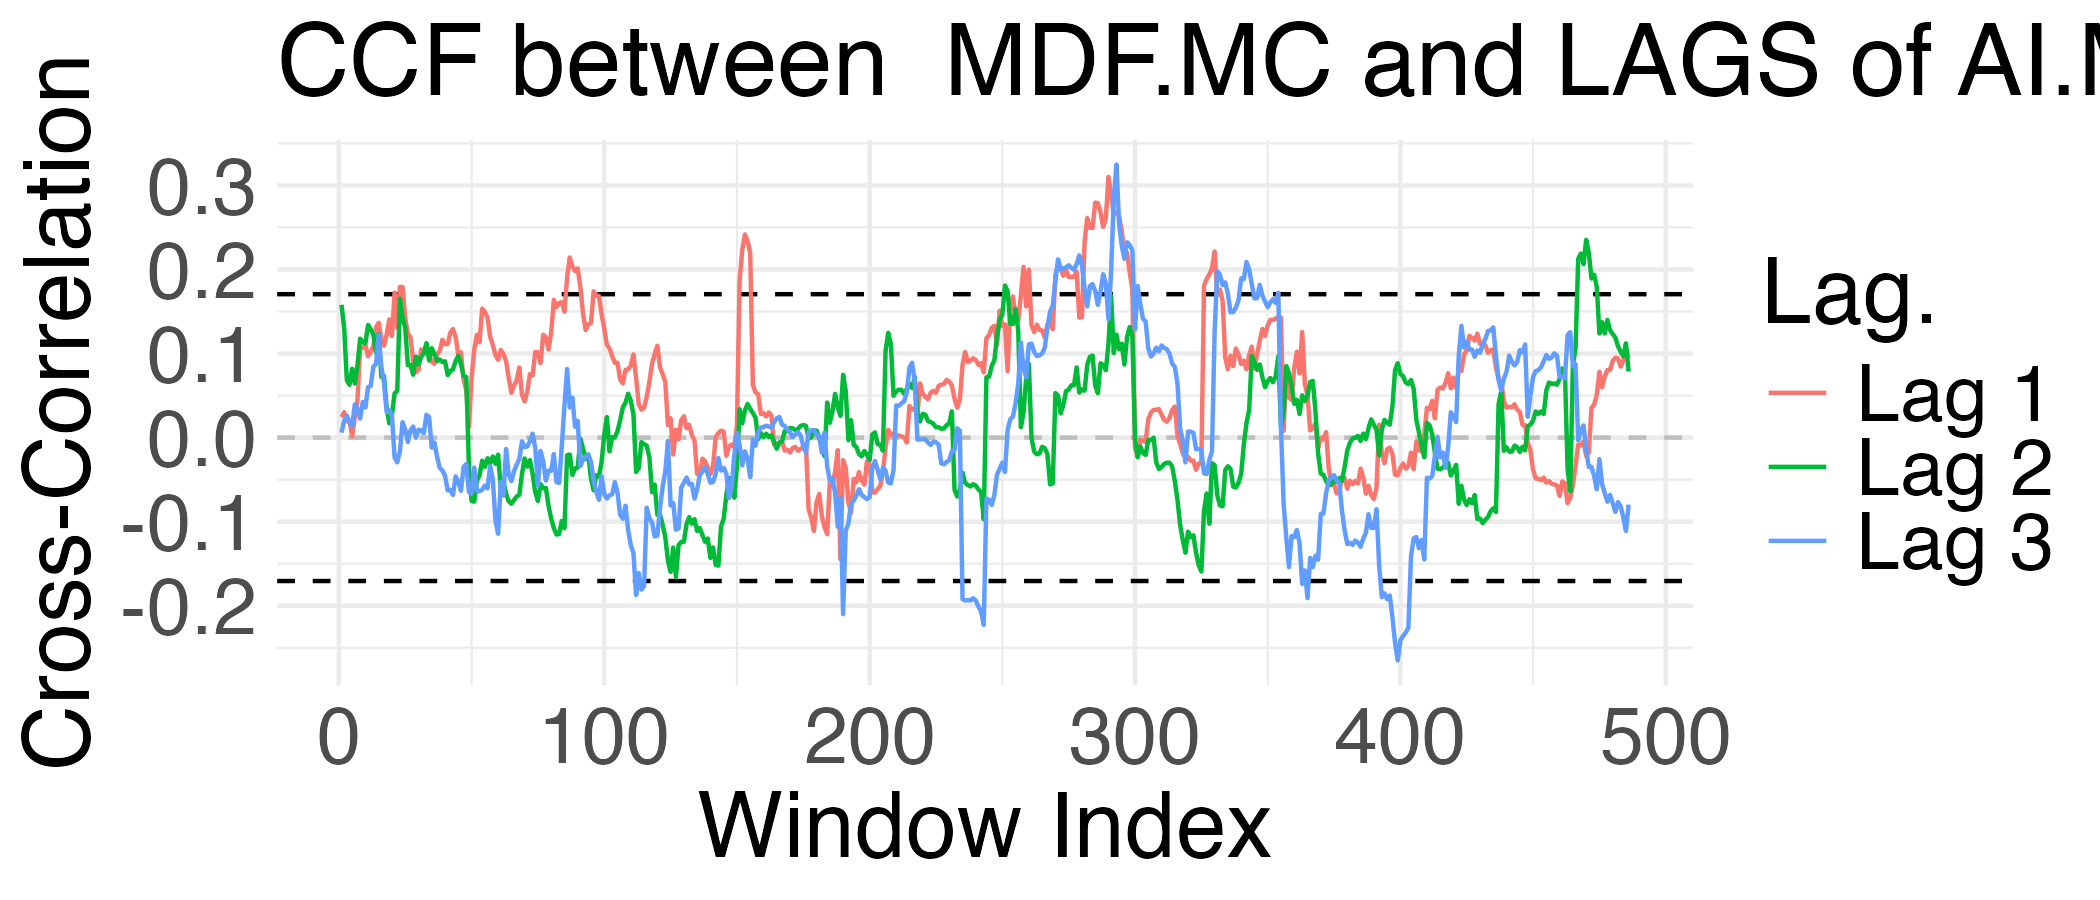 CCF between  MDF.MC and LAGS of AI.
Cross-Correlation
0.3
0.2
0.1
0.0
-0.1
-0.2
0 100 200 300 400 500
Window Index
Lag.
Lag 1
Lag 2
Lag 3